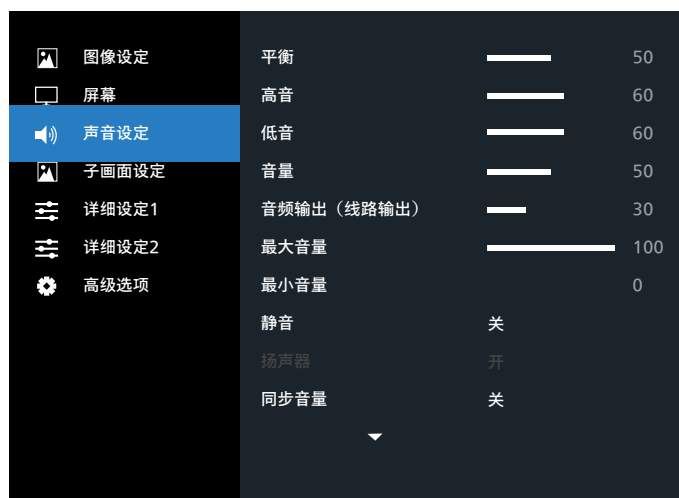 图像设定
屏幕
声音设定
子画面设定
详细设定1
详细设定2
高级选项
平衡 50
高音 60
低音 60
音量 50
音频输出（线路输出） 30
最大音量 100
最小音量 0
静音 关
扬声器 开
同步音量 关